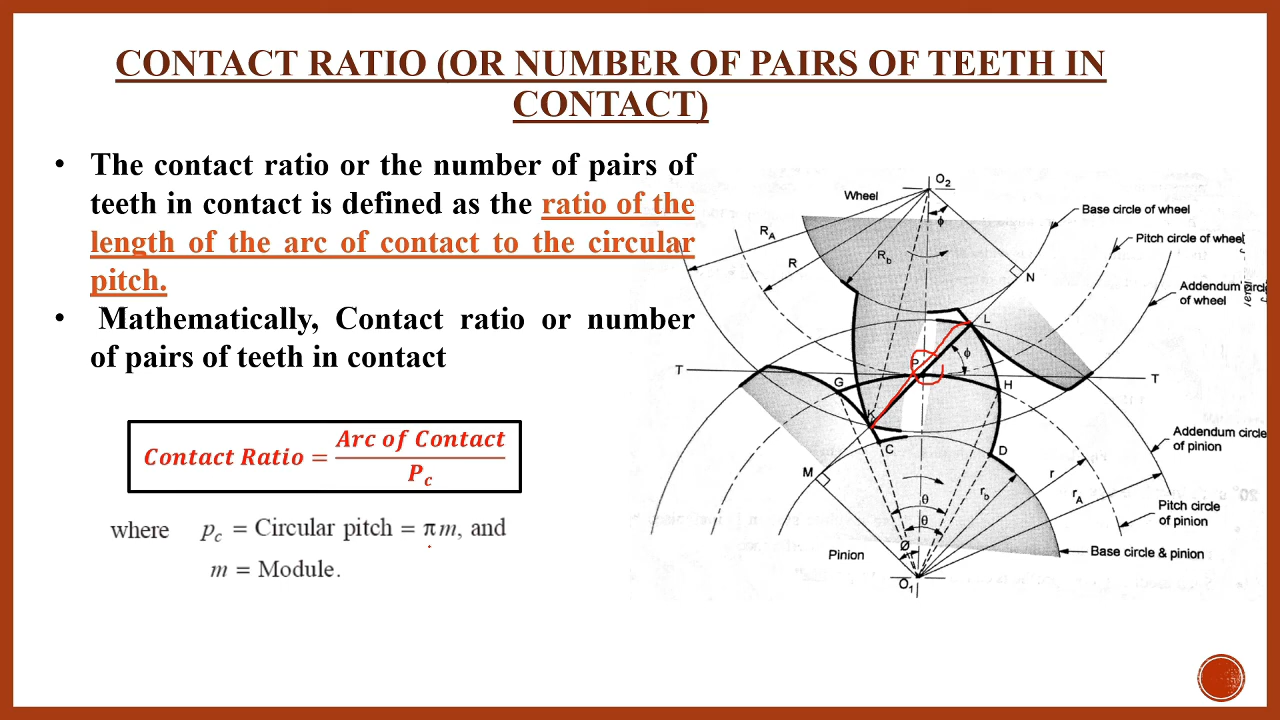 CONTACT RATIO (OR NUMBER OF PAIRS OF TEETH IN
CONTACT)
• The contact ratio or the number of pairs of
teeth in contact is defined as the ratio of the
length of the arc of contact to the circular
pitch.
• Mathematically, Contact ratio or number
of pairs of teeth in contact
Contact Ratio = Arc of Contact
P_c
where p_c = Circular pitch = πm, and
m = Module.
O₂
Wheel
Base circle of wheel
ϕ
R_A
Pitch circle of wheel
R
R_b
N
Addendum circle
of wheel
L
P
ϕ
T
T
G
H
K
Addendum circle
of pinion
C
D
M
r
r_b
r_A
θ
θ
Pitch circle
of pinion
Ø
Pinion
Base circle & pinion
O₁